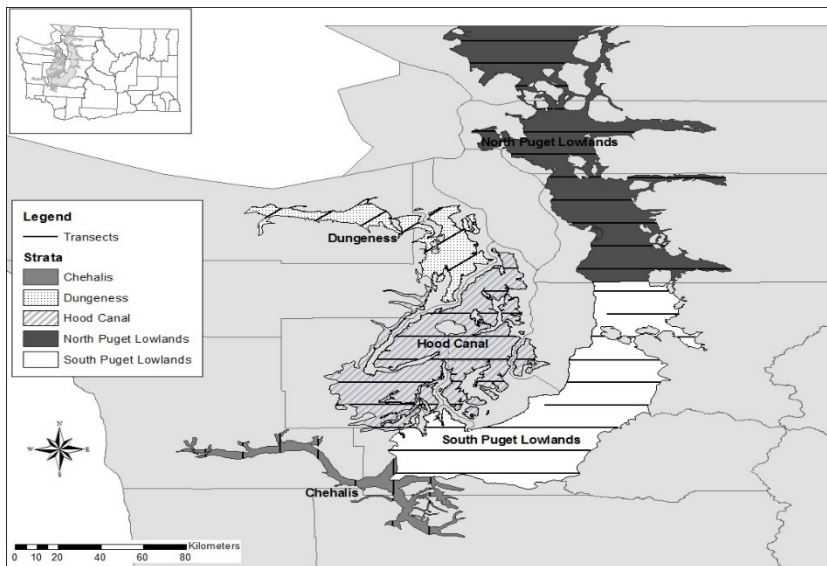 North Puget Lowlands
Dungeness
Legend
Transects
Strata
Chehalis
Dungeness
Hood Canal
North Puget Lowlands
South Puget Lowlands
Hood Canal
South Puget Lowlands
N
W E
S
Chehalis
Kilometers
0 10 20 40 60 80